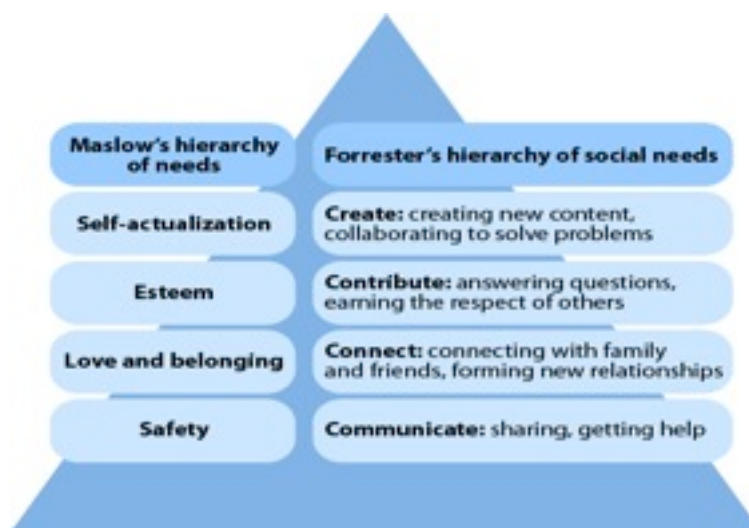 Maslow's hierarchy
of needs
Forrester's hierarchy of social needs
Self-actualization
Create: creating new content,
collaborating to solve problems
Esteem
Contribute: answering questions,
earning the respect of others
Love and belonging
Connect: connecting with family
and friends, forming new relationships
Safety
Communicate: sharing, getting help